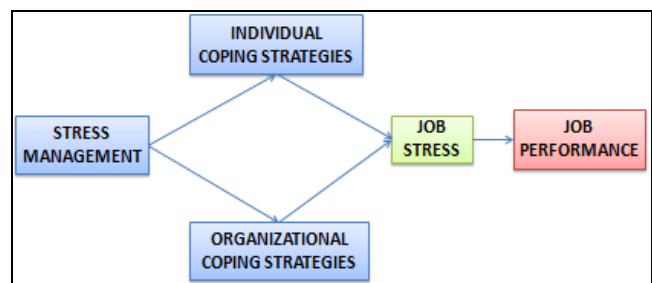 INDIVIDUAL
COPING STRATEGIES
STRESS
MANAGEMENT
JOB
STRESS
JOB
PERFORMANCE
ORGANIZATIONAL
COPING STRATEGIES